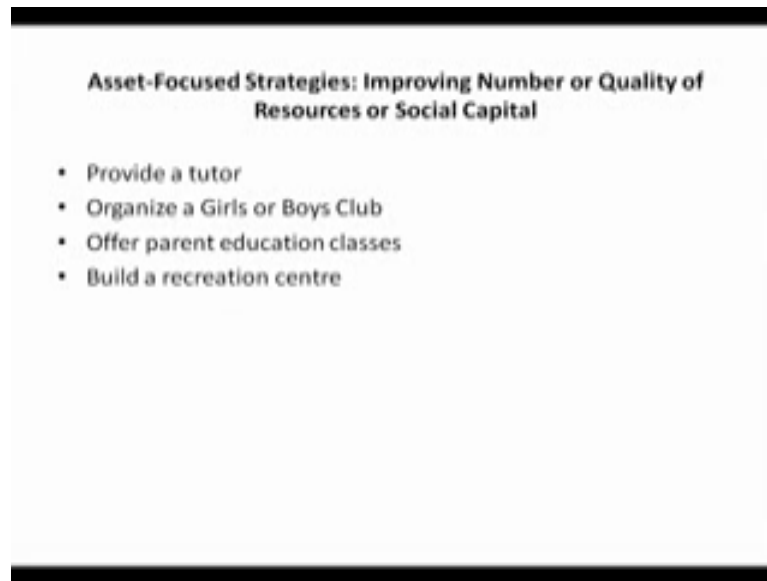 Asset-Focused Strategies: Improving Number or Quality of
Resources or Social Capital
• Provide a tutor
• Organize a Girls or Boys Club
• Offer parent education classes
• Build a recreation centre